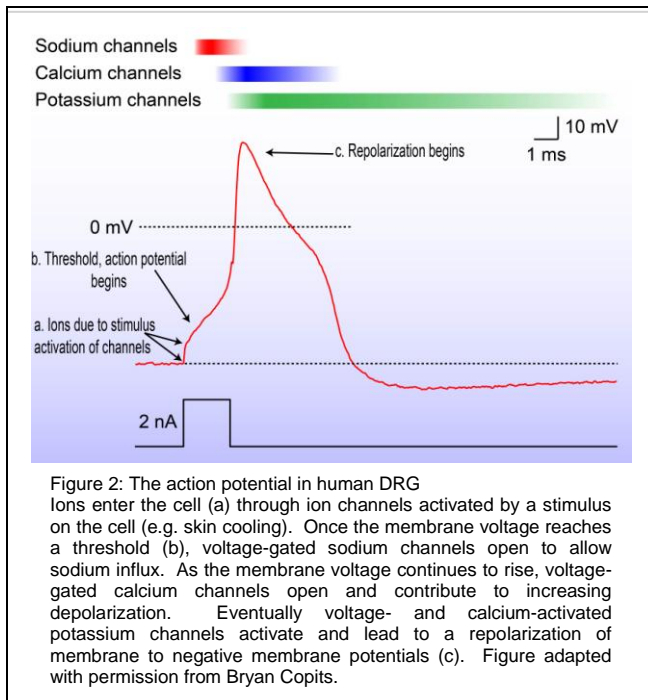 Sodium channels
Calcium channels
Potassium channels
10 mV
1 ms
c. Repolarization begins
0 mV
b. Threshold, action potential
begins
a. Ions due to stimulus
activation of channels
2 nA
Figure 2: The action potential in human DRG
Ions enter the cell (a) through ion channels activated by a stimulus
on the cell (e.g. skin cooling). Once the membrane voltage reaches
a threshold (b), voltage-gated sodium channels open to allow
sodium influx. As the membrane voltage continues to rise, voltage-
gated calcium channels open and contribute to increasing
depolarization. Eventually voltage- and calcium-activated
potassium channels activate and lead to a repolarization of
membrane to negative membrane potentials (c). Figure adapted
with permission from Bryan Copits.